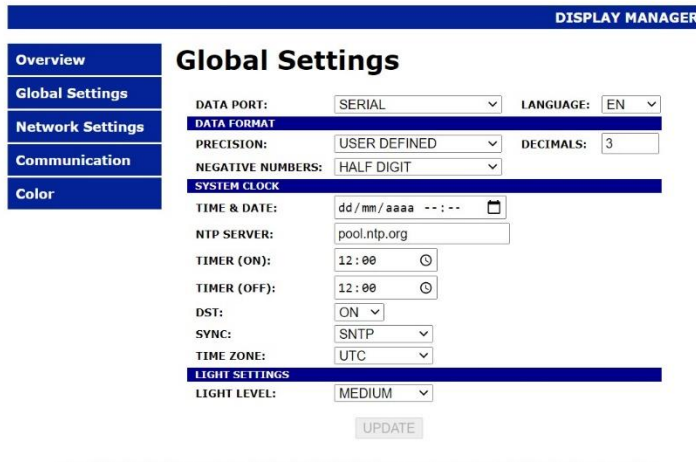 DISPLAY MANAGER
Overview
Global Settings
Network Settings
Communication
Color
Global Settings
DATA PORT: SERIAL LANGUAGE: EN
DATA FORMAT
PRECISION: USER DEFINED DECIMALS: 3
NEGATIVE NUMBERS: HALF DIGIT
SYSTEM CLOCK
TIME & DATE: dd/mm/aaaa --:--
NTP SERVER: pool.ntp.org
TIMER (ON): 12:00
TIMER (OFF): 12:00
DST: ON
SYNC: SNTP
TIME ZONE: UTC
LIGHT SETTINGS
LIGHT LEVEL: MEDIUM
UPDATE